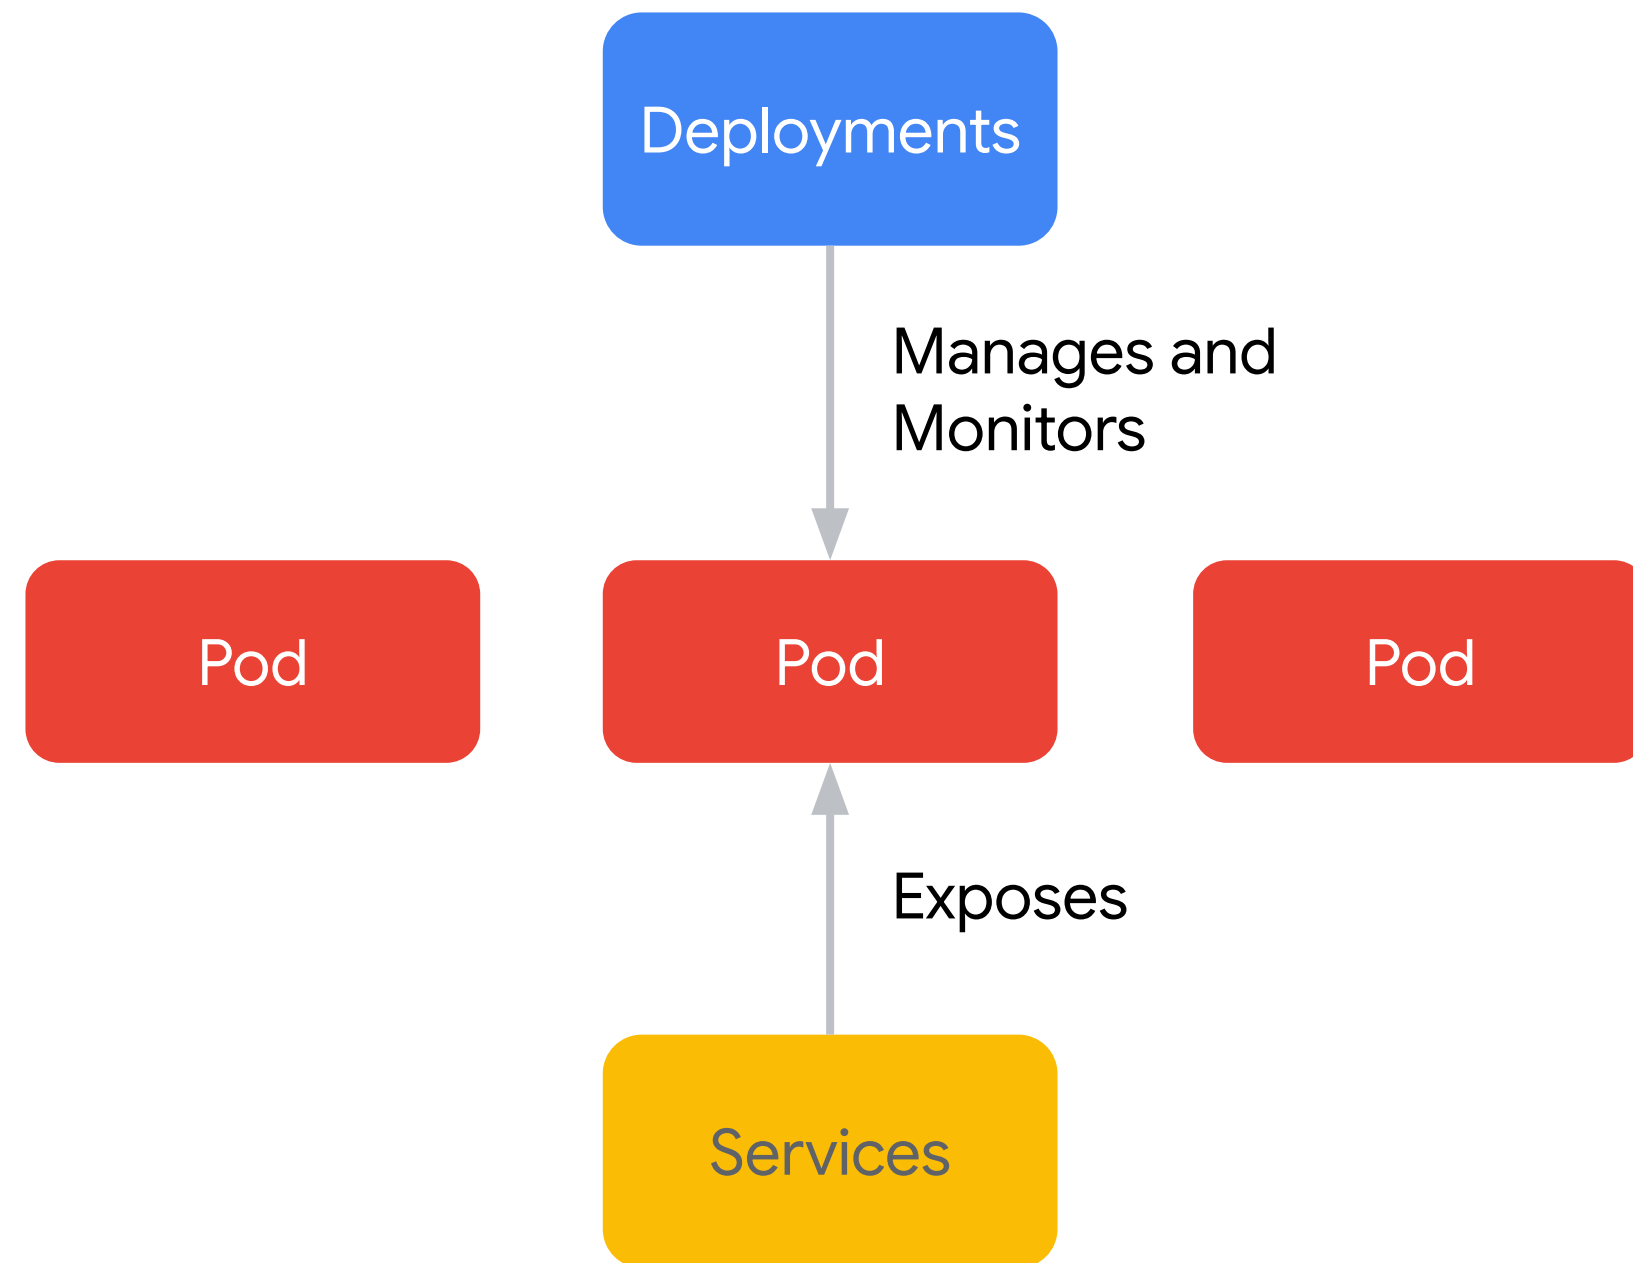 Deployments
Manages and
Monitors
Pod
Pod
Pod
Exposes
Services